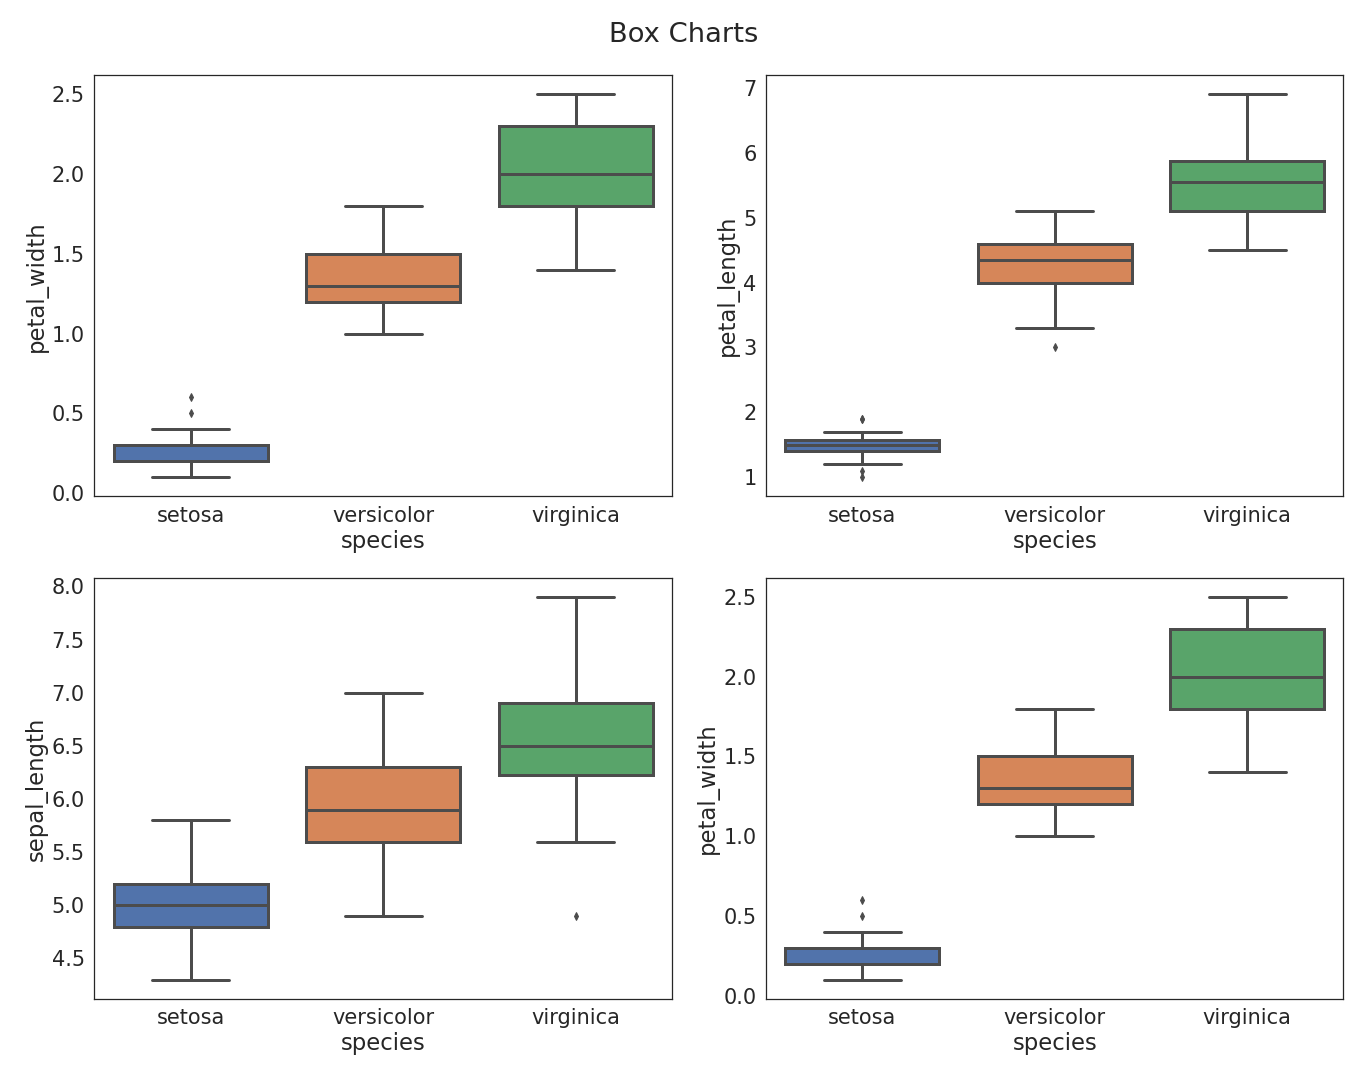 Box Charts
petal_width
2.5
2.0
1.5
1.0
0.5
0.0
setosa versicolor virginica
species
petal_length
7
6
5
4
3
2
1
setosa versicolor virginica
species
sepal_length
8.0
7.5
7.0
6.5
6.0
5.5
5.0
4.5
setosa versicolor virginica
species
petal_width
2.5
2.0
1.5
1.0
0.5
0.0
setosa versicolor virginica
species